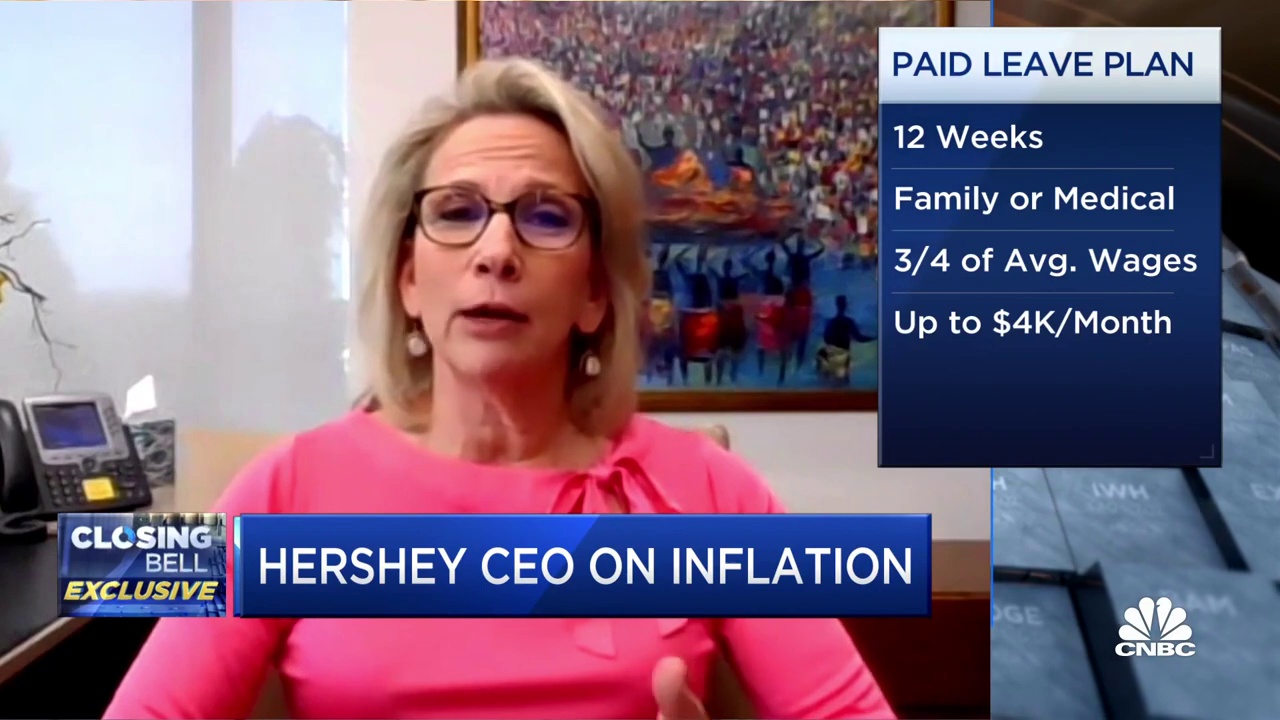 PAID LEAVE PLAN
12 Weeks
Family or Medical
3/4 of Avg. Wages
Up to $4K/Month
CLOSING
BELL
EXCLUSIVE
HERSHEY CEO ON INFLATION
IWH
CNBC